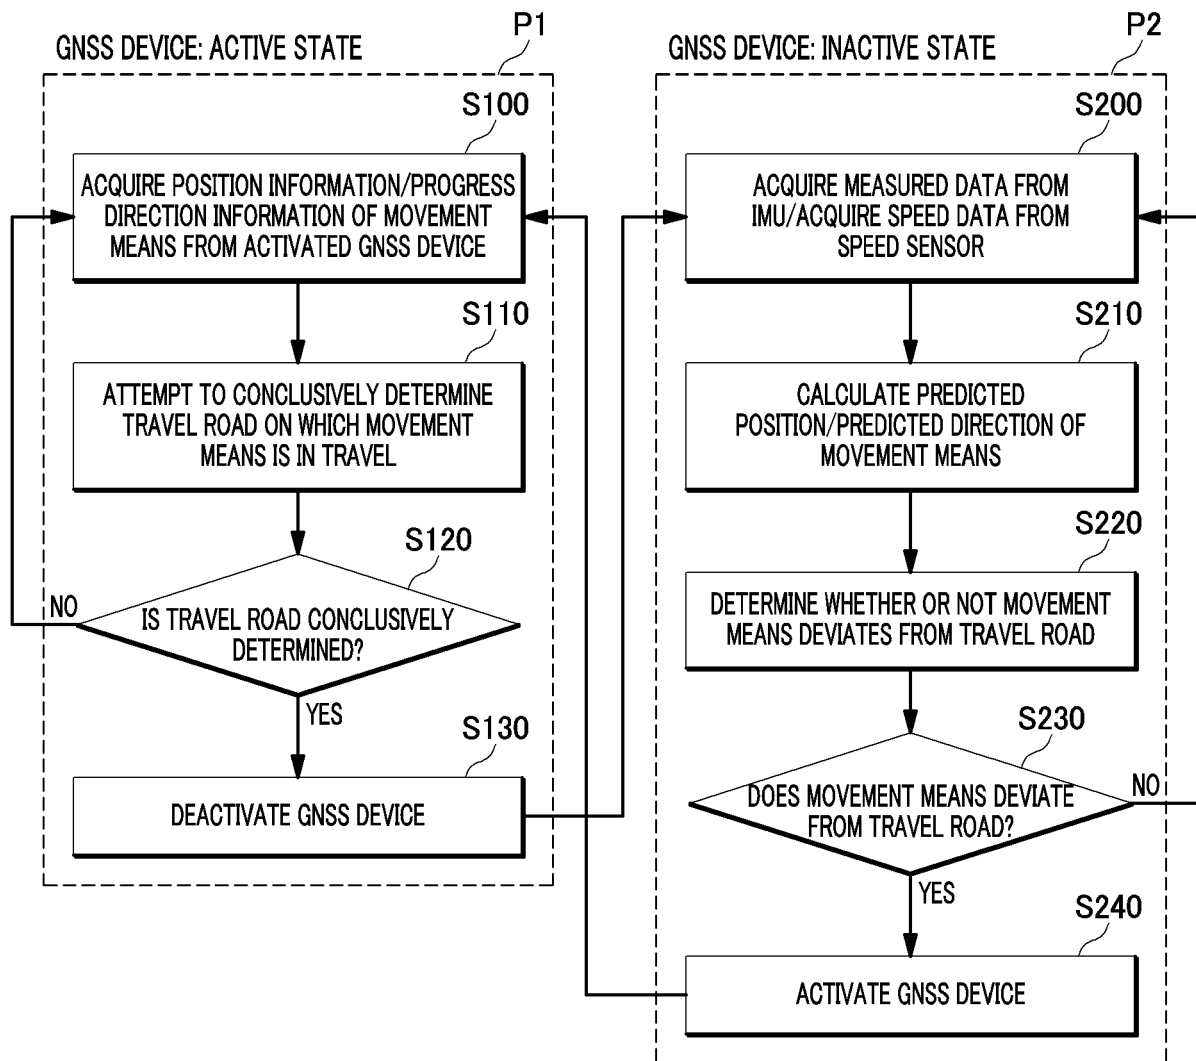 GNSS DEVICE: ACTIVE STATE
P1
S100
ACQUIRE POSITION INFORMATION/PROGRESS
DIRECTION INFORMATION OF MOVEMENT
MEANS FROM ACTIVATED GNSS DEVICE
S110
ATTEMPT TO CONCLUSIVELY DETERMINE
TRAVEL ROAD ON WHICH MOVEMENT
MEANS IS IN TRAVEL
S120
NO
IS TRAVEL ROAD CONCLUSIVELY
DETERMINED?
YES
S130
DEACTIVATE GNSS DEVICE
GNSS DEVICE: INACTIVE STATE
P2
S200
ACQUIRE MEASURED DATA FROM
IMU/ACQUIRE SPEED DATA FROM
SPEED SENSOR
S210
CALCULATE PREDICTED
POSITION/PREDICTED DIRECTION OF
MOVEMENT MEANS
S220
DETERMINE WHETHER OR NOT MOVEMENT
MEANS DEVIATES FROM TRAVEL ROAD
S230
NO
DOES MOVEMENT MEANS DEVIATE
FROM TRAVEL ROAD?
YES
S240
ACTIVATE GNSS DEVICE